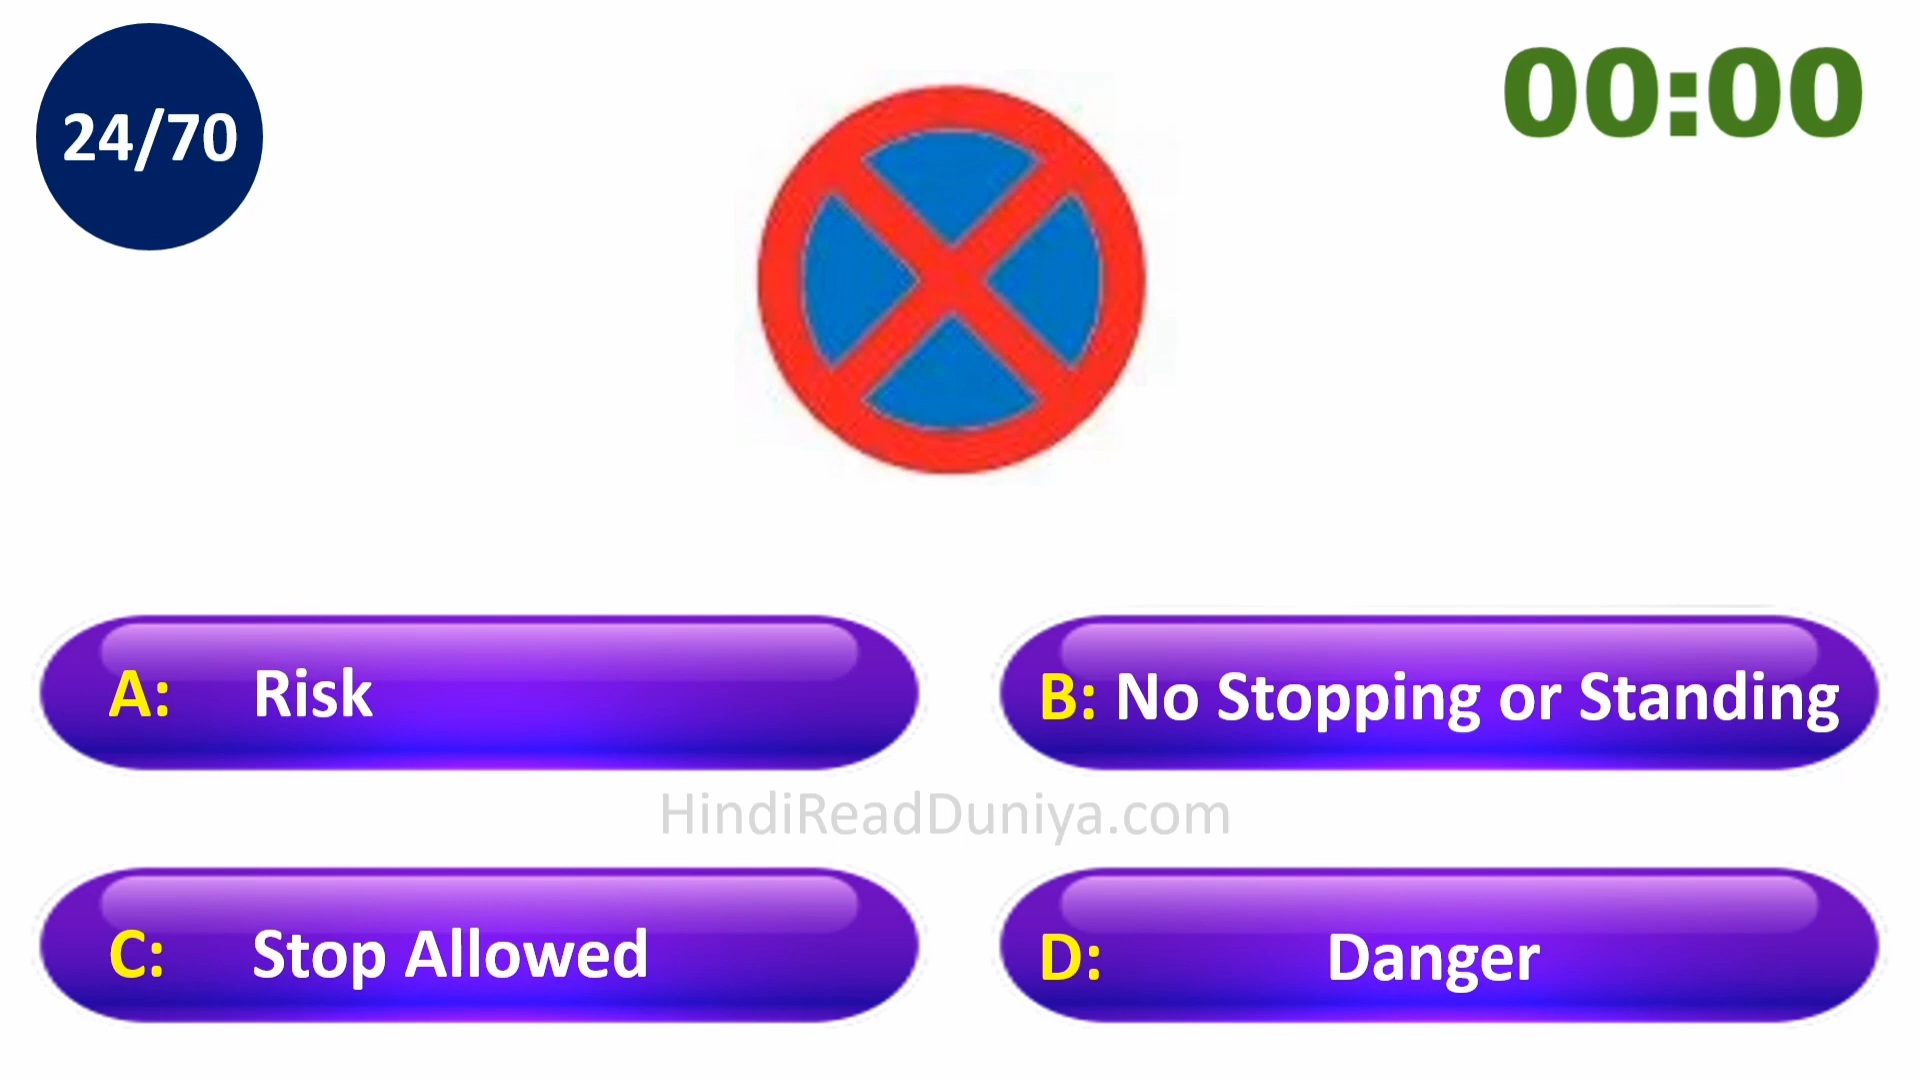 24/70
00:00
A: Risk
B: No Stopping or Standing
HindiReadDuniya.com
C: Stop Allowed
D: Danger